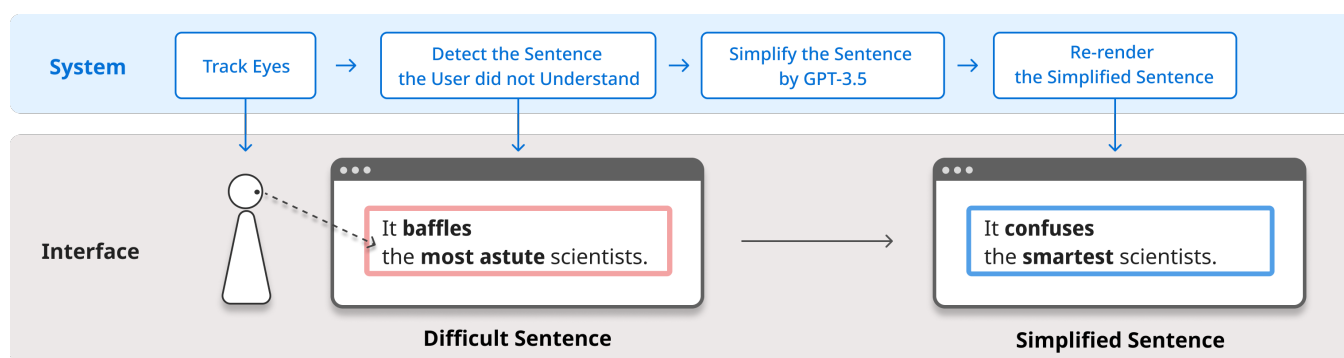 System
Track Eyes
Detect the Sentence
the User did not Understand
Simplify the Sentence
by GPT-3.5
Re-render
the Simplified Sentence
Interface
It baffles
the most astute scientists.
Difficult Sentence
It confuses
the smartest scientists.
Simplified Sentence